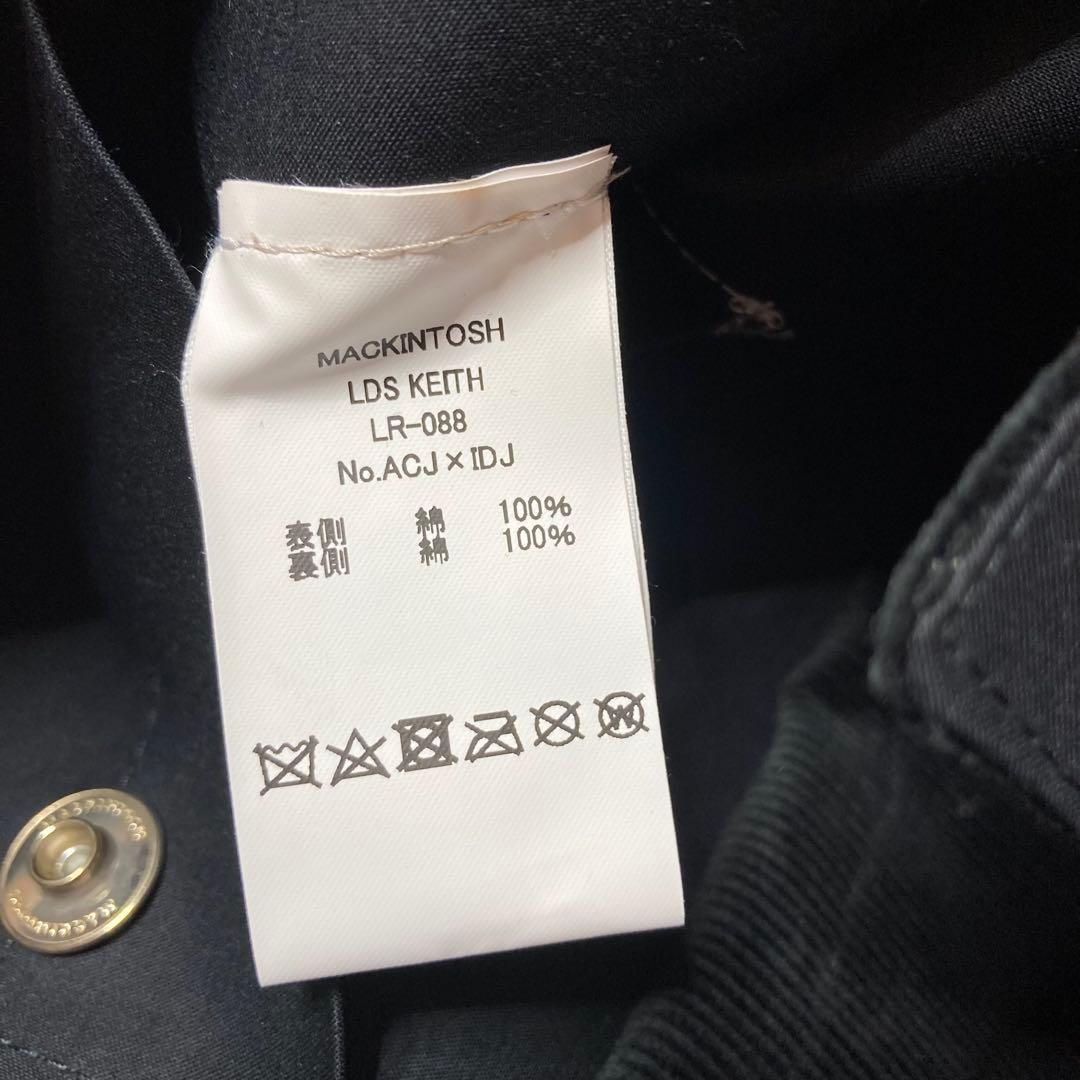 MACKINTOSH
LDS KEITH
LR-088
No.ACJ×IDJ
表側 綿 100%
裏側 綿 100%
W